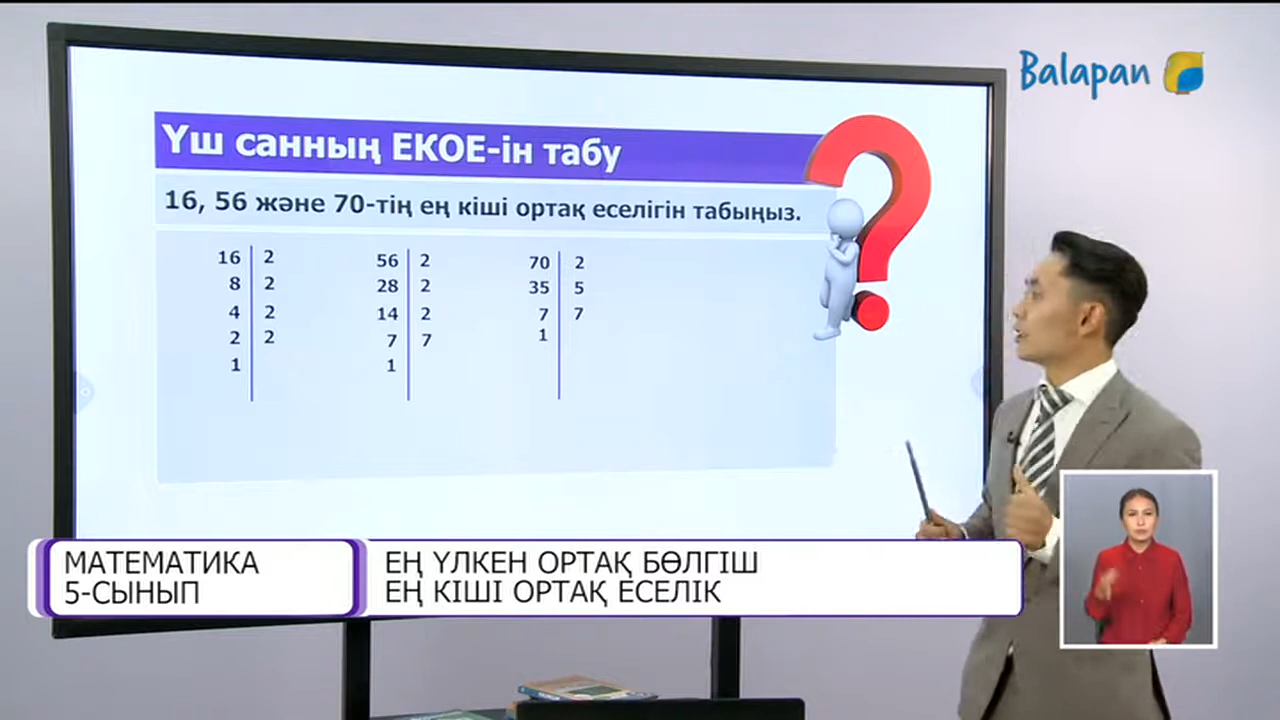 Balapan
Үш санның ЕКОЕ-ін табу
16, 56 және 70-тің ең кіші ортақ еселігін табыңыз.
16 2 56 2 70 2
8 2 28 2 35 5
4 2 14 2 7 7
2 2 7 7 1
1 1
МАТЕМАТИКА
5-СЫНЫП
ЕҢ ҮЛКЕН ОРТАҚ БӨЛГІШ
ЕҢ КІШІ ОРТАҚ ЕСЕЛІК